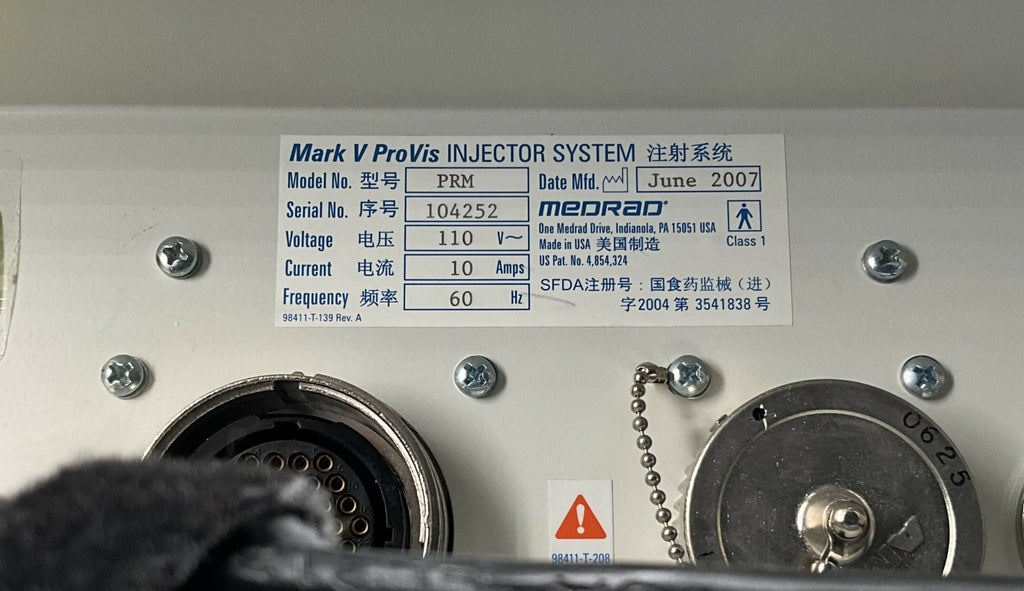 Mark V ProVis INJECTOR SYSTEM 注射系统
Model No. 型号 PRM
Date Mfd. June 2007
Serial No. 序号 104252
MEDRAD®
One Medrad Drive, Indianola, PA 15051 USA
Made in USA 美国制造
US Pat. No. 4,854,324
Class 1
Voltage 电压 110 V~
Current 电流 10 Amps
Frequency 频率 60 Hz
SFDA注册号：国食药监械（进）
字2004 第 3541838 号
98411-T-139 Rev. A
0625
98411-T-208